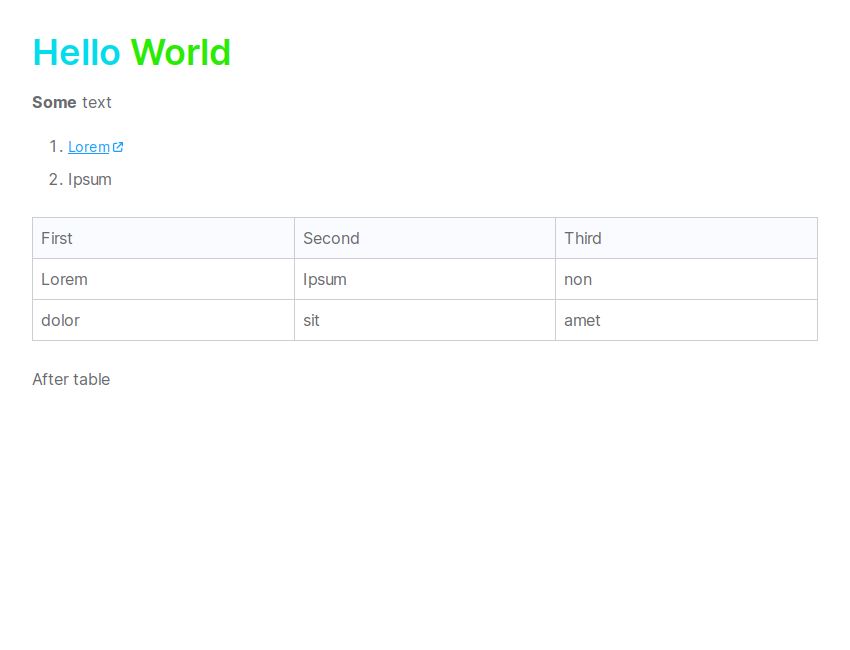 Hello World
Some text
1. Lorem
2. Ipsum
First Second Third
Lorem Ipsum non
dolor sit amet
After table